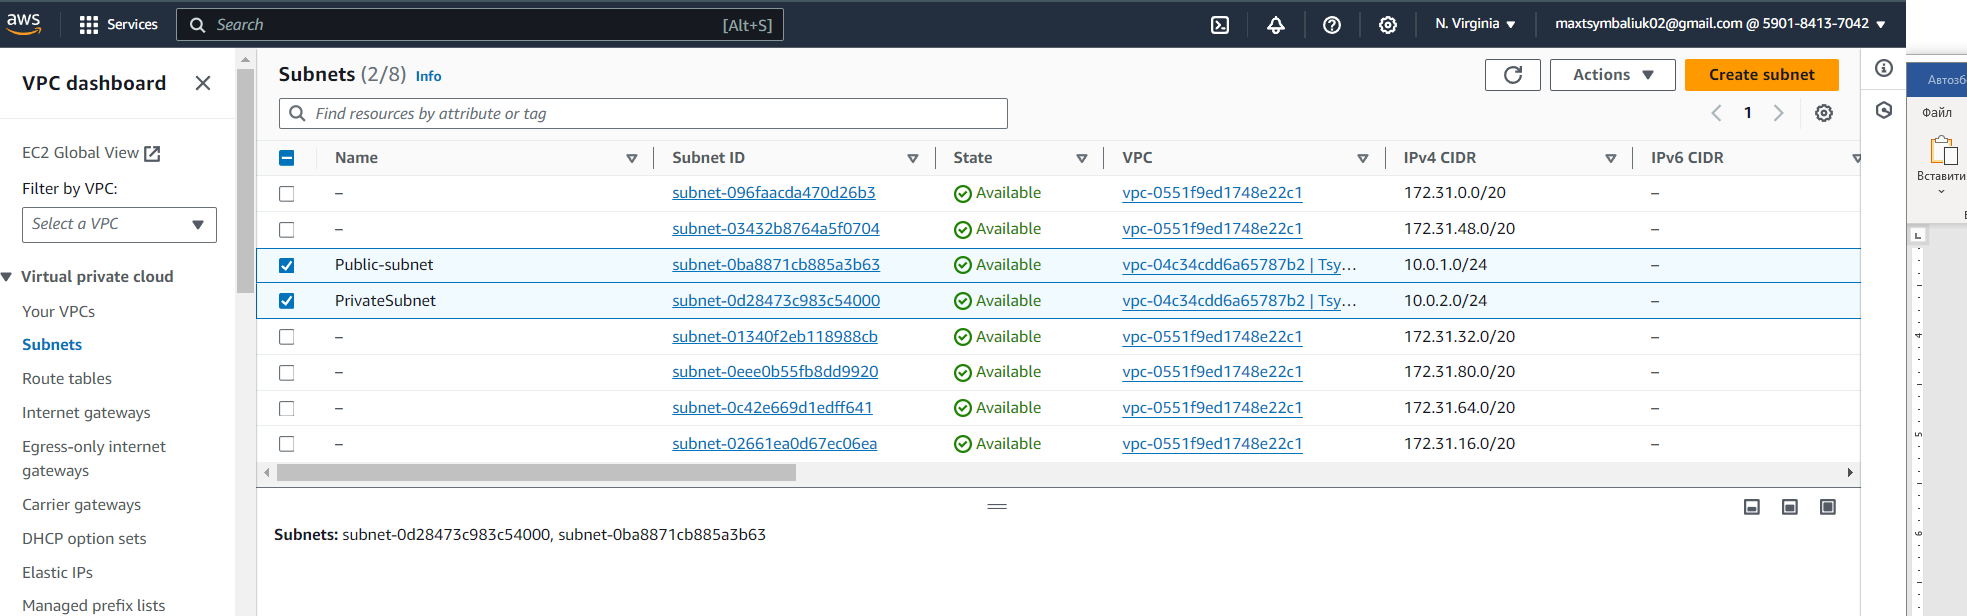 aws
Services
Search
[Alt+S]
N. Virginia
maxtsymbaliuk02@gmail.com @ 5901-8413-7042
VPC dashboard
EC2 Global View
Filter by VPC:
Select a VPC
Virtual private cloud
Your VPCs
Subnets
Route tables
Internet gateways
Egress-only internet
gateways
Carrier gateways
DHCP option sets
Elastic IPs
Managed prefix lists
Subnets (2/8) Info
Actions
Create subnet
Find resources by attribute or tag
1
Name Subnet ID State VPC IPv4 CIDR IPv6 CIDR
– subnet-096faacda470d26b3 Available vpc-0551f9ed1748e22c1 172.31.0.0/20 –
– subnet-03432b8764a5f0704 Available vpc-0551f9ed1748e22c1 172.31.48.0/20 –
Public-subnet subnet-0ba8871cb885a3b63 Available vpc-04c34cdd6a65787b2 | Tsy… 10.0.1.0/24 –
PrivateSubnet subnet-0d28473c983c54000 Available vpc-04c34cdd6a65787b2 | Tsy… 10.0.2.0/24 –
– subnet-01340f2eb118988cb Available vpc-0551f9ed1748e22c1 172.31.32.0/20 –
– subnet-0eee0b55fb8dd9920 Available vpc-0551f9ed1748e22c1 172.31.80.0/20 –
– subnet-0c42e669d1edff641 Available vpc-0551f9ed1748e22c1 172.31.64.0/20 –
– subnet-02661ea0d67ec06ea Available vpc-0551f9ed1748e22c1 172.31.16.0/20 –
Subnets: subnet-0d28473c983c54000, subnet-0ba8871cb885a3b63
Автозб
Файл
Вставити
4
5
6